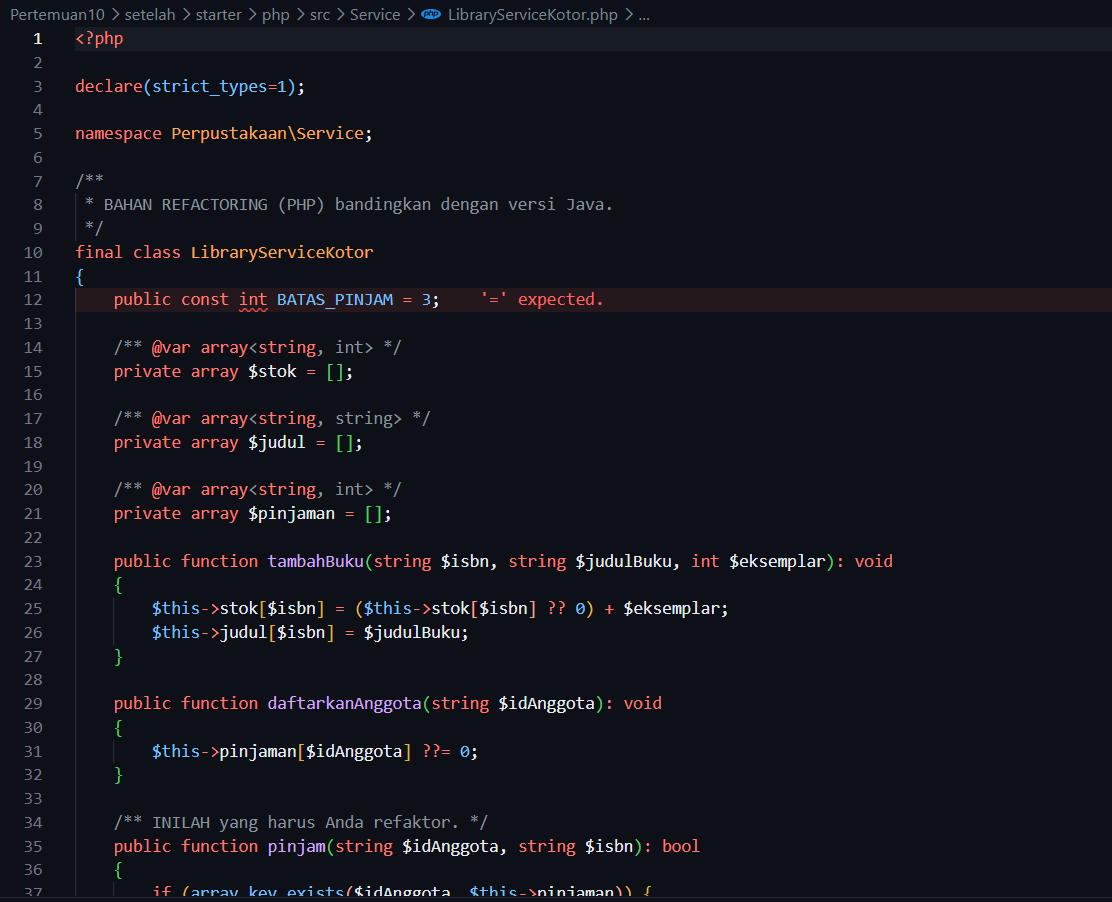 Pertemuan10 > setelah > starter > php > src > Service > php LibraryServiceKotor.php > ...
1 <?php
2
3 declare(strict_types=1);
4
5 namespace Perpustakaan\Service;
6
7 /**
8  * BAHAN REFACTORING (PHP) bandingkan dengan versi Java.
9  */
10 final class LibraryServiceKotor
11 {
12     public const int BATAS_PINJAM = 3;    '=' expected.
13
14     /** @var array<string, int> */
15     private array $stok = [];
16
17     /** @var array<string, string> */
18     private array $judul = [];
19
20     /** @var array<string, int> */
21     private array $pinjaman = [];
22
23     public function tambahBuku(string $isbn, string $judulBuku, int $eksemplar): void
24     {
25         $this->stok[$isbn] = ($this->stok[$isbn] ?? 0) + $eksemplar;
26         $this->judul[$isbn] = $judulBuku;
27     }
28
29     public function daftarkanAnggota(string $idAnggota): void
30     {
31         $this->pinjaman[$idAnggota] ??= 0;
32     }
33
34     /** INILAH yang harus Anda refaktor. */
35     public function pinjam(string $idAnggota, string $isbn): bool
36     {
37         if (array_key_exists($idAnggota, $this->pinjaman)) {